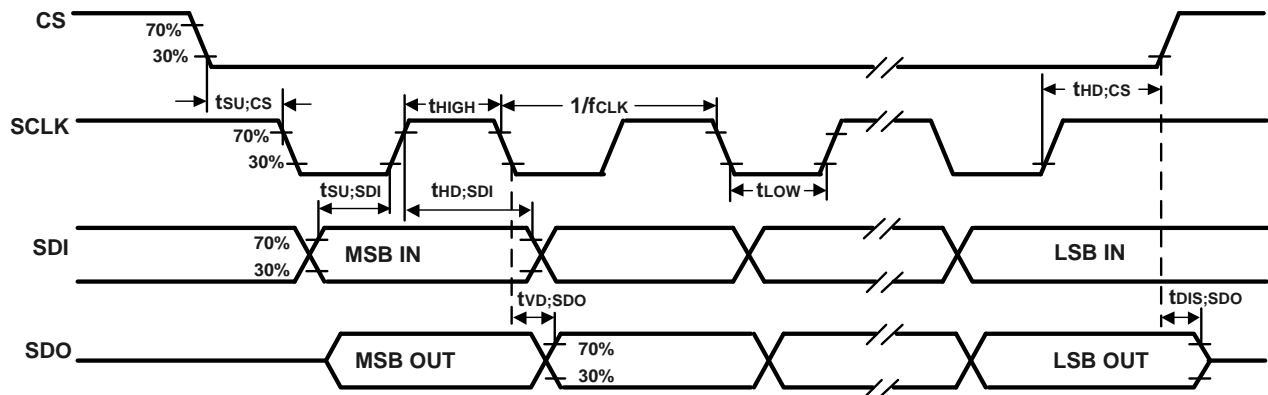 CS
70%
30%
tSU;CS
tHIGH
1/fCLK
tHD;CS
SCLK
70%
30%
tSU;SDI
tHD;SDI
tLOW
SDI
70%
30%
MSB IN
LSB IN
tVD;SDO
tDIS;SDO
SDO
MSB OUT
70%
30%
LSB OUT